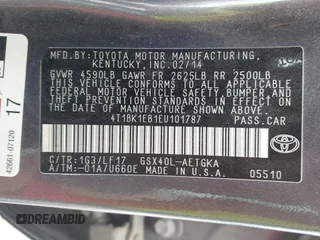 MFD.BY:TOYOTA MOTOR MANUFACTURING,
KENTUCKY,INC.02/14
GVWR 4590LB GAWR FR 2625LB RR 2500LB
THIS VEHICLE CONFORMS TO ALL APPLICABLE
FEDERAL MOTOR VEHICLE SAFETY, BUMPER, AND
THEFT PREVENTION STANDARDS IN EFFECT ON
THE DATE OF MANUFACTURE SHOWN ABOVE.
4T1BK1EB1EU101787
PASS.CAR
C/TR:1G3/LF17
GSX40L-AETGKA
A/TM:-01A/U660E
MADE IN U.S.A.
TOYOTA
05510
17
42661-07120
AUTOBIDMASTER